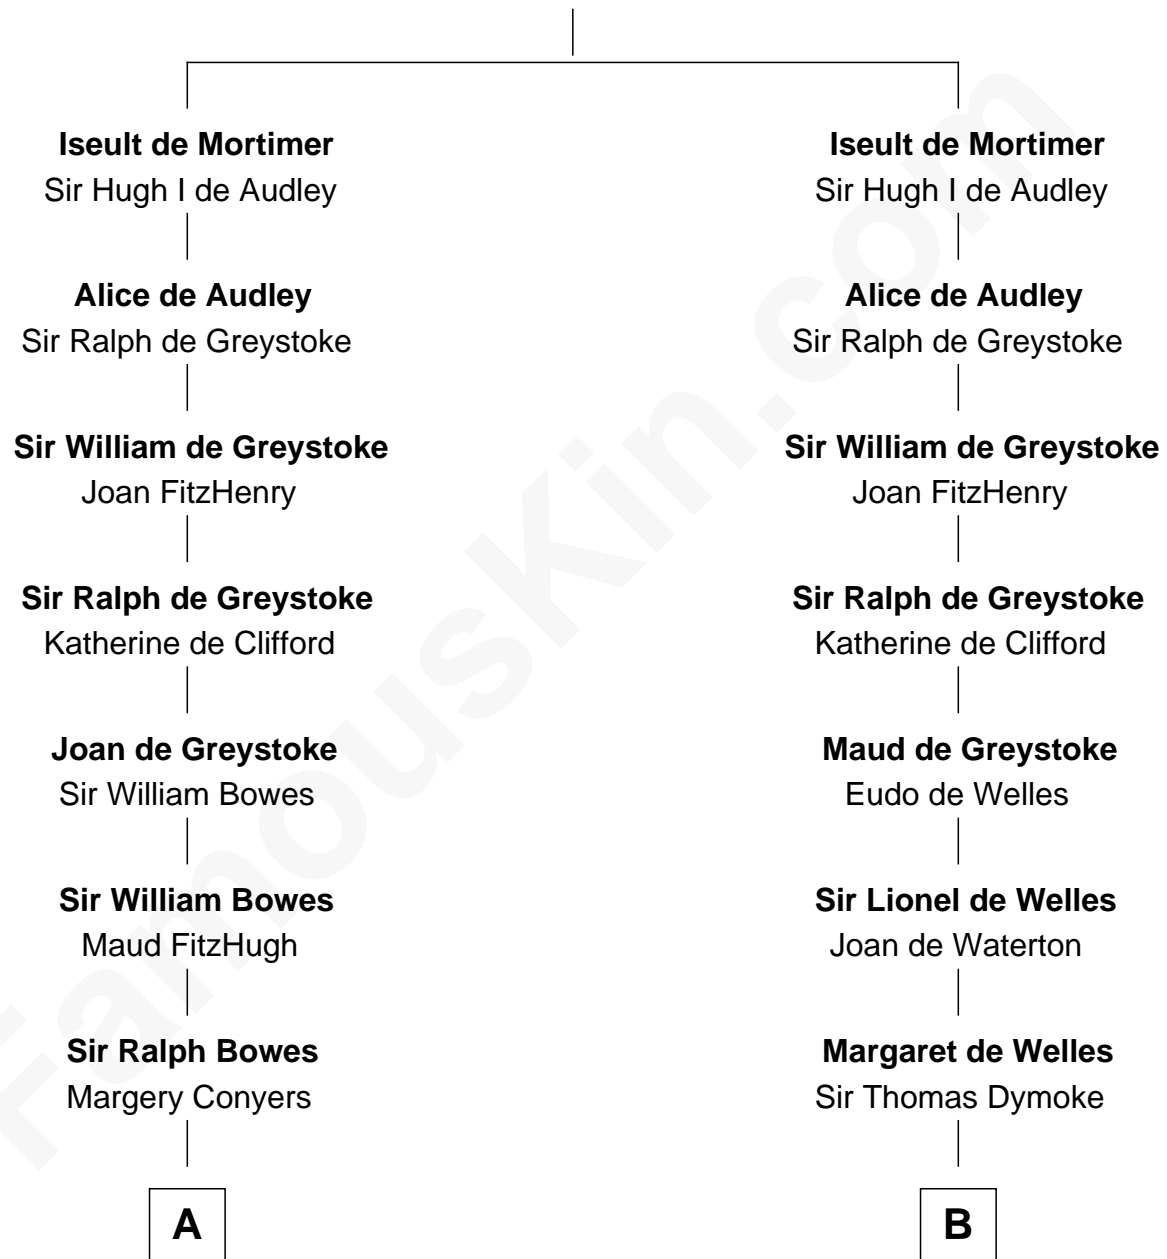 Iseult de Mortimer
Sir Hugh I de Audley
Alice de Audley
Sir Ralph de Greystoke
Sir William de Greystoke
Joan FitzHenry
Sir Ralph de Greystoke
Katherine de Clifford
Joan de Greystoke
Sir William Bowes
Sir William Bowes
Maud FitzHugh
Sir Ralph Bowes
Margery Conyers
A
Iseult de Mortimer
Sir Hugh I de Audley
Alice de Audley
Sir Ralph de Greystoke
Sir William de Greystoke
Joan FitzHenry
Sir Ralph de Greystoke
Katherine de Clifford
Maud de Greystoke
Eudo de Welles
Sir Lionel de Welles
Joan de Waterton
Margaret de Welles
Sir Thomas Dymoke
B
FamousKin.com